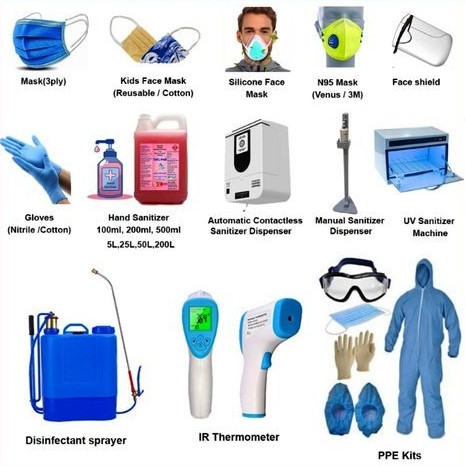 Mask(3ply)
Kids Face Mask
(Reusable / Cotton)
Silicone Face
Mask
N95 Mask
(Venus / 3M)
Face shield
Gloves
(Nitrile /Cotton)
Hand Sanitizer
100ml, 200ml, 500ml
5L,25L,50L,200L
Automatic Contactless
Sanitizer Dispenser
Manual Sanitizer
Dispenser
UV Sanitizer
Machine
Disinfectant sprayer
IR Thermometer
PPE Kits